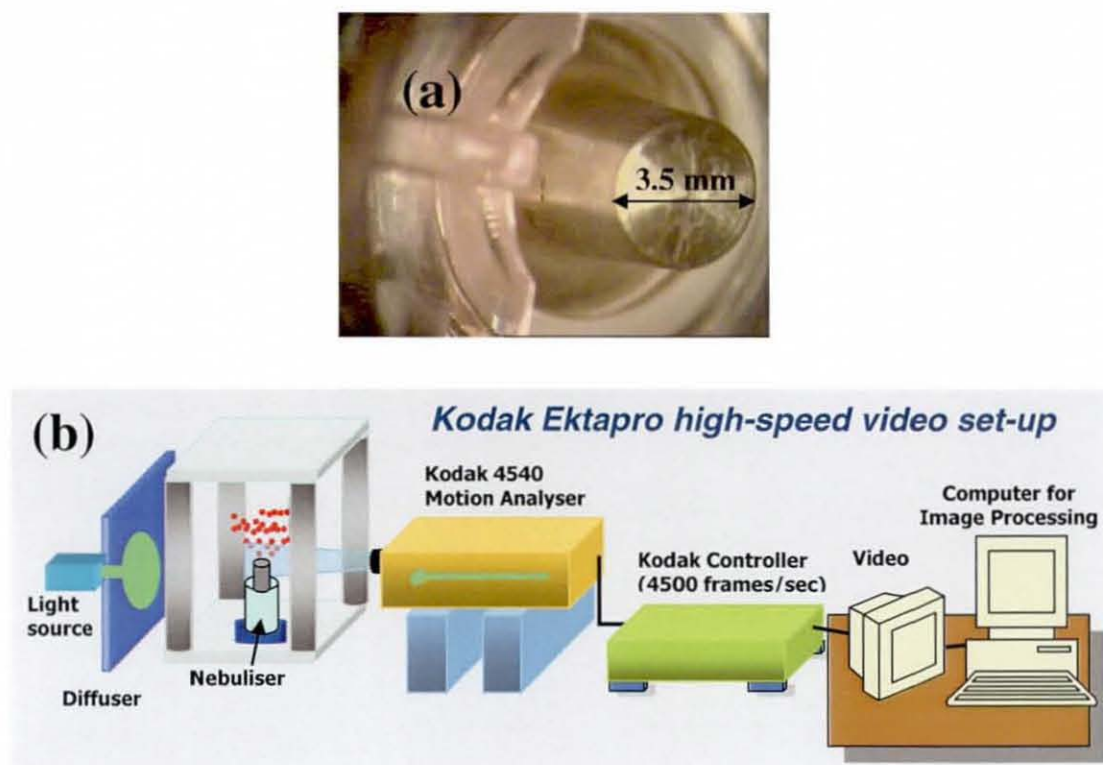 (a)
3.5 mm
(b)
Kodak Ektapro high-speed video set-up
Kodak 4540
Motion Analyser
Computer for
Image Processing
Kodak Controller
(4500 frames/sec)
Video
Light
source
Nebuliser
Diffuser